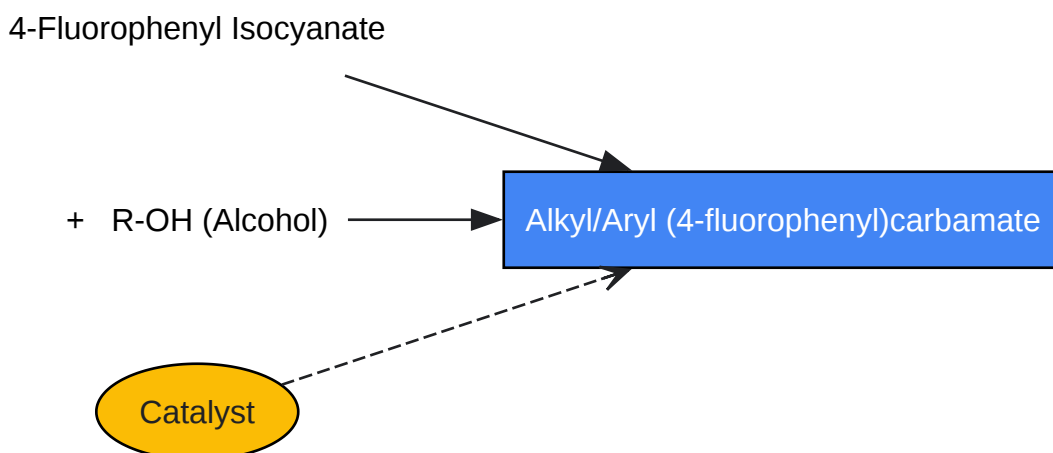 4-Fluorophenyl Isocyanate
+ R-OH (Alcohol)
Alkyl/Aryl (4-fluorophenyl)carbamate
Catalyst